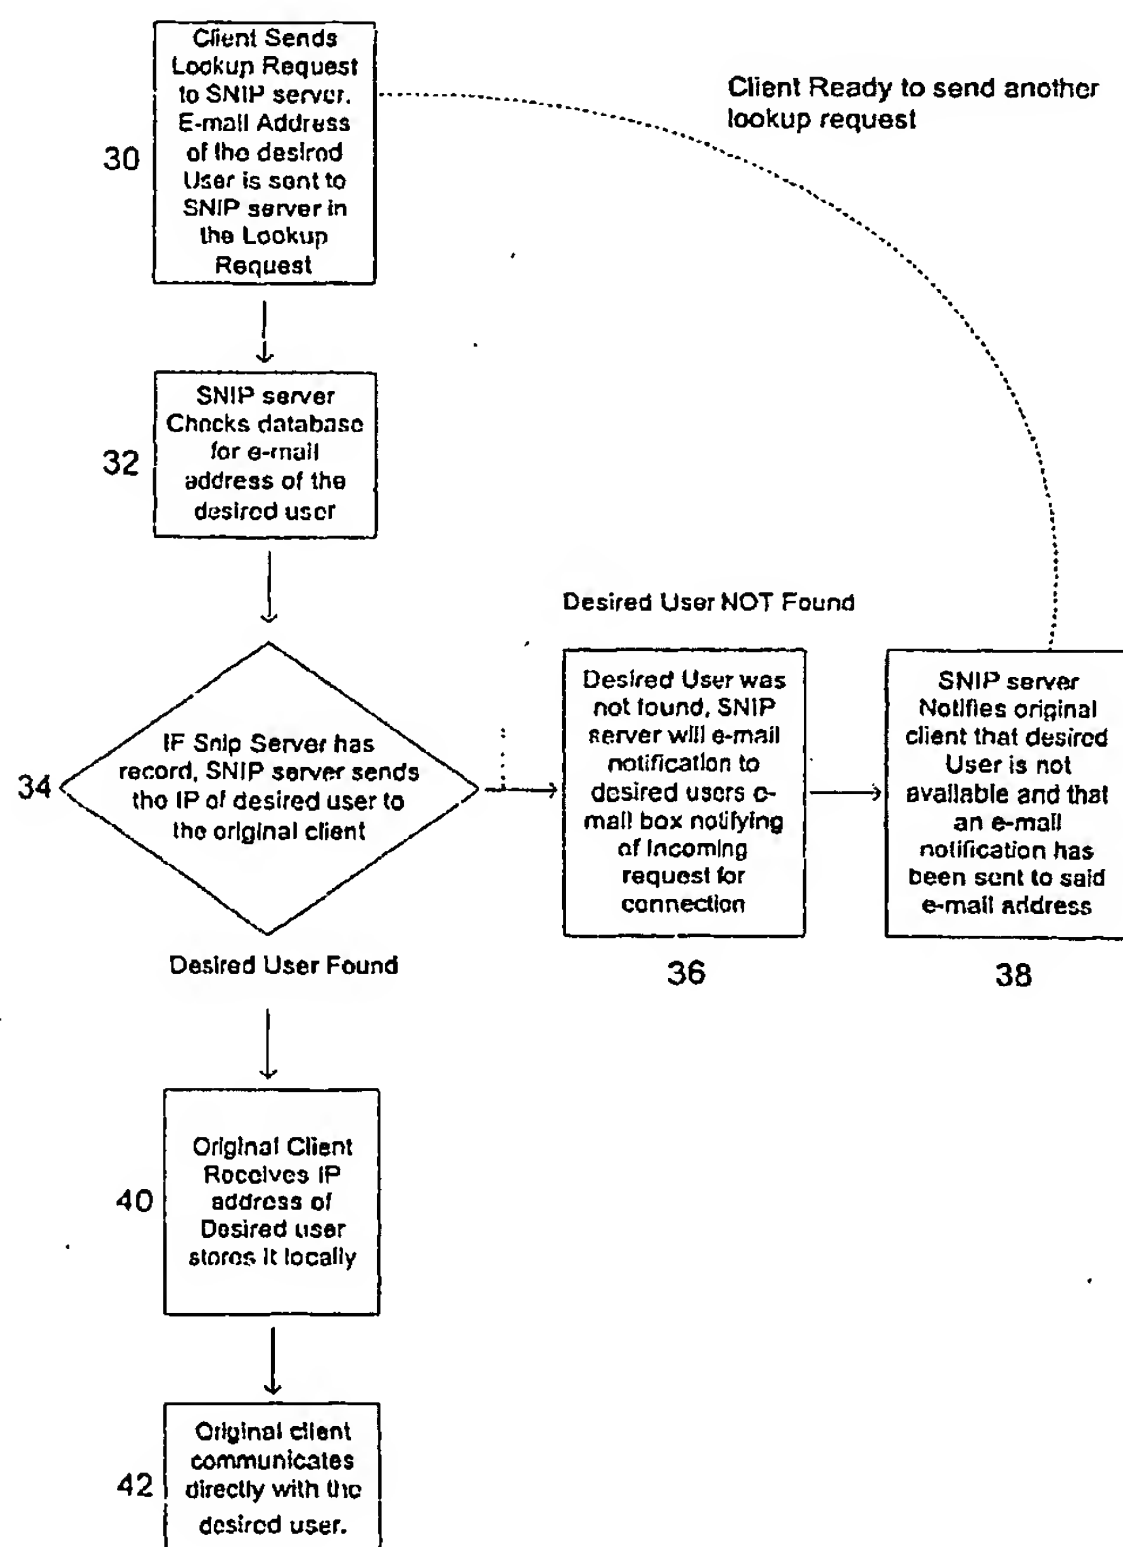 Client Sends
Lookup Request
to SNIP server.
E-mail Address
of the desired
User is sent to
SNIP server in
the Lookup
Request
30
Client Ready to send another
lookup request
SNIP server
Checks database
for e-mail
address of the
desired user
32
IF Snip Server has
record, SNIP server sends
the IP of desired user to
the original client
34
Desired User NOT Found
Desired User was
not found, SNIP
server will e-mail
notification to
desired users e-
mail box notifying
of incoming
request for
connection
36
SNIP server
Notifies original
client that desired
User is not
available and that
an e-mail
notification has
been sent to said
e-mail address
38
Desired User Found
Original Client
Receives IP
address of
Desired user
stores it locally
40
Original client
communicates
directly with the
desired user.
42